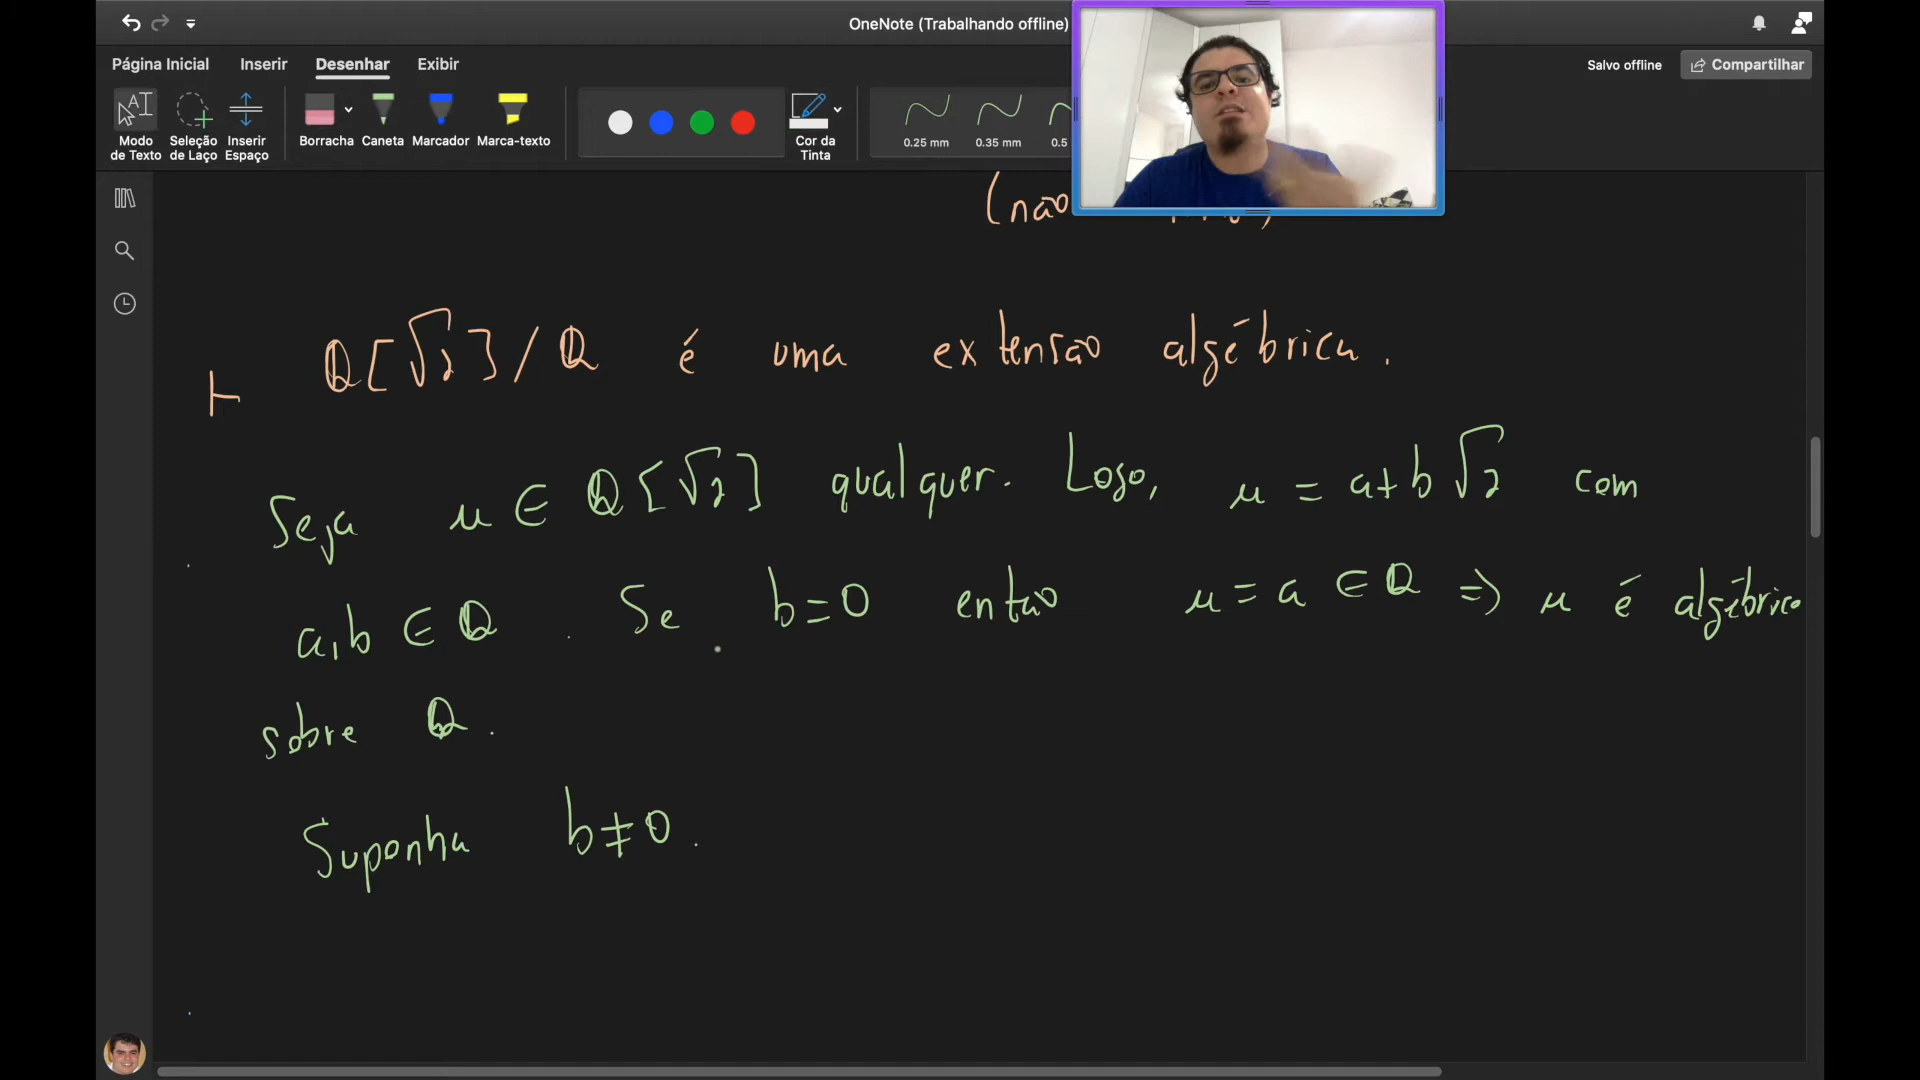 OneNote (Trabalhando offline)
Página Inicial Inserir Desenhar Exibir
Salvo offline Compartilhar
Modo de Texto Seleção de Laço Inserir Espaço Borracha Caneta Marcador Marca-texto Cor da Tinta 0.25 mm 0.35 mm 0.5
(não
ℚ[√2]/ℚ é uma extensão algébrica.
Seja u ∈ ℚ[√2] qualquer. Logo, u = a+b√2 com
a,b ∈ ℚ. Se b=0 então u = a ∈ ℚ ⇒ u é algébrico
sobre ℚ.
Suponha b≠0.